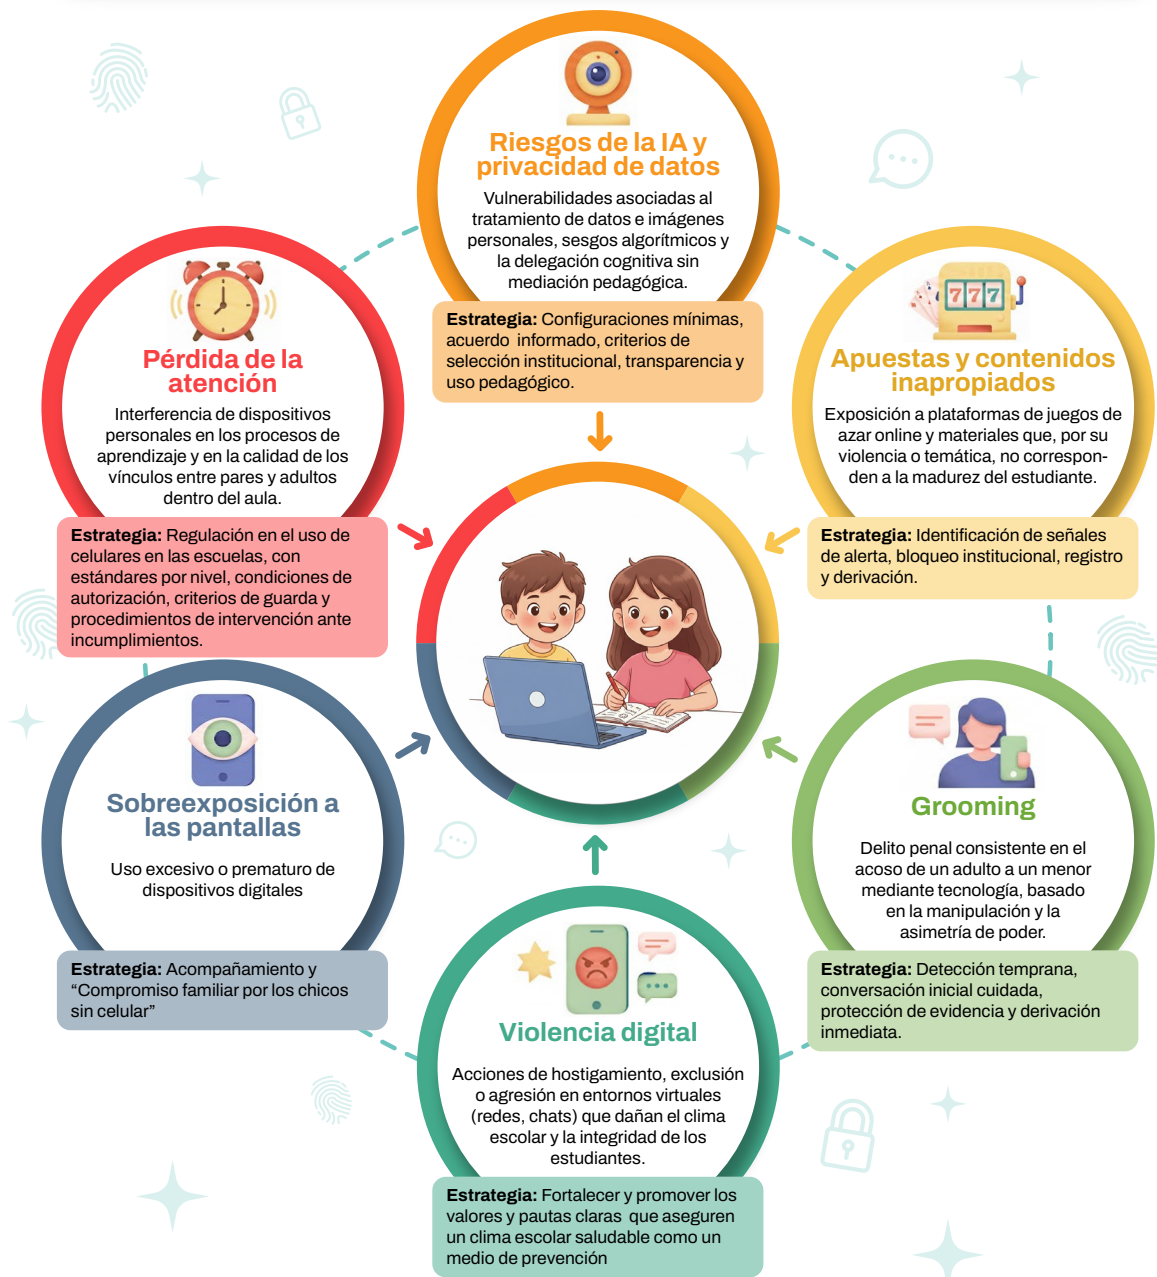 Riesgos de la IA y
privacidad de datos
Vulnerabilidades asociadas al
tratamiento de datos e imágenes
personales, sesgos algorítmicos y
la delegación cognitiva sin
mediación pedagógica.
Estrategia: Configuraciones mínimas,
acuerdo informado, criterios de
selección institucional, transparencia y
uso pedagógico.
Pérdida de la
atención
Interferencia de dispositivos
personales en los procesos de
aprendizaje y en la calidad de los
vínculos entre pares y adultos
dentro del aula.
Estrategia: Regulación en el uso de
celulares en las escuelas, con
estándares por nivel, condiciones de
autorización, criterios de guarda y
procedimientos de intervención ante
incumplimientos.
777
Apuestas y contenidos
inapropiados
Exposición a plataformas de juegos de
azar online y materiales que, por su
violencia o temática, no correspon-
den a la madurez del estudiante.
Estrategia: Identificación de señales
de alerta, bloqueo institucional, registro
y derivación.
Sobreexposición a
las pantallas
Uso excesivo o prematuro de
dispositivos digitales
Estrategia: Acompañamiento y
“Compromiso familiar por los chicos
sin celular”
Grooming
Delito penal consistente en el
acoso de un adulto a un menor
mediante tecnología, basado
en la manipulación y la
asimetría de poder.
Estrategia: Detección temprana,
conversación inicial cuidada,
protección de evidencia y derivación
inmediata.
Violencia digital
Acciones de hostigamiento, exclusión
o agresión en entornos virtuales
(redes, chats) que dañan el clima
escolar y la integridad de los
estudiantes.
Estrategia: Fortalecer y promover los
valores y pautas claras que aseguren
un clima escolar saludable como un
medio de prevención